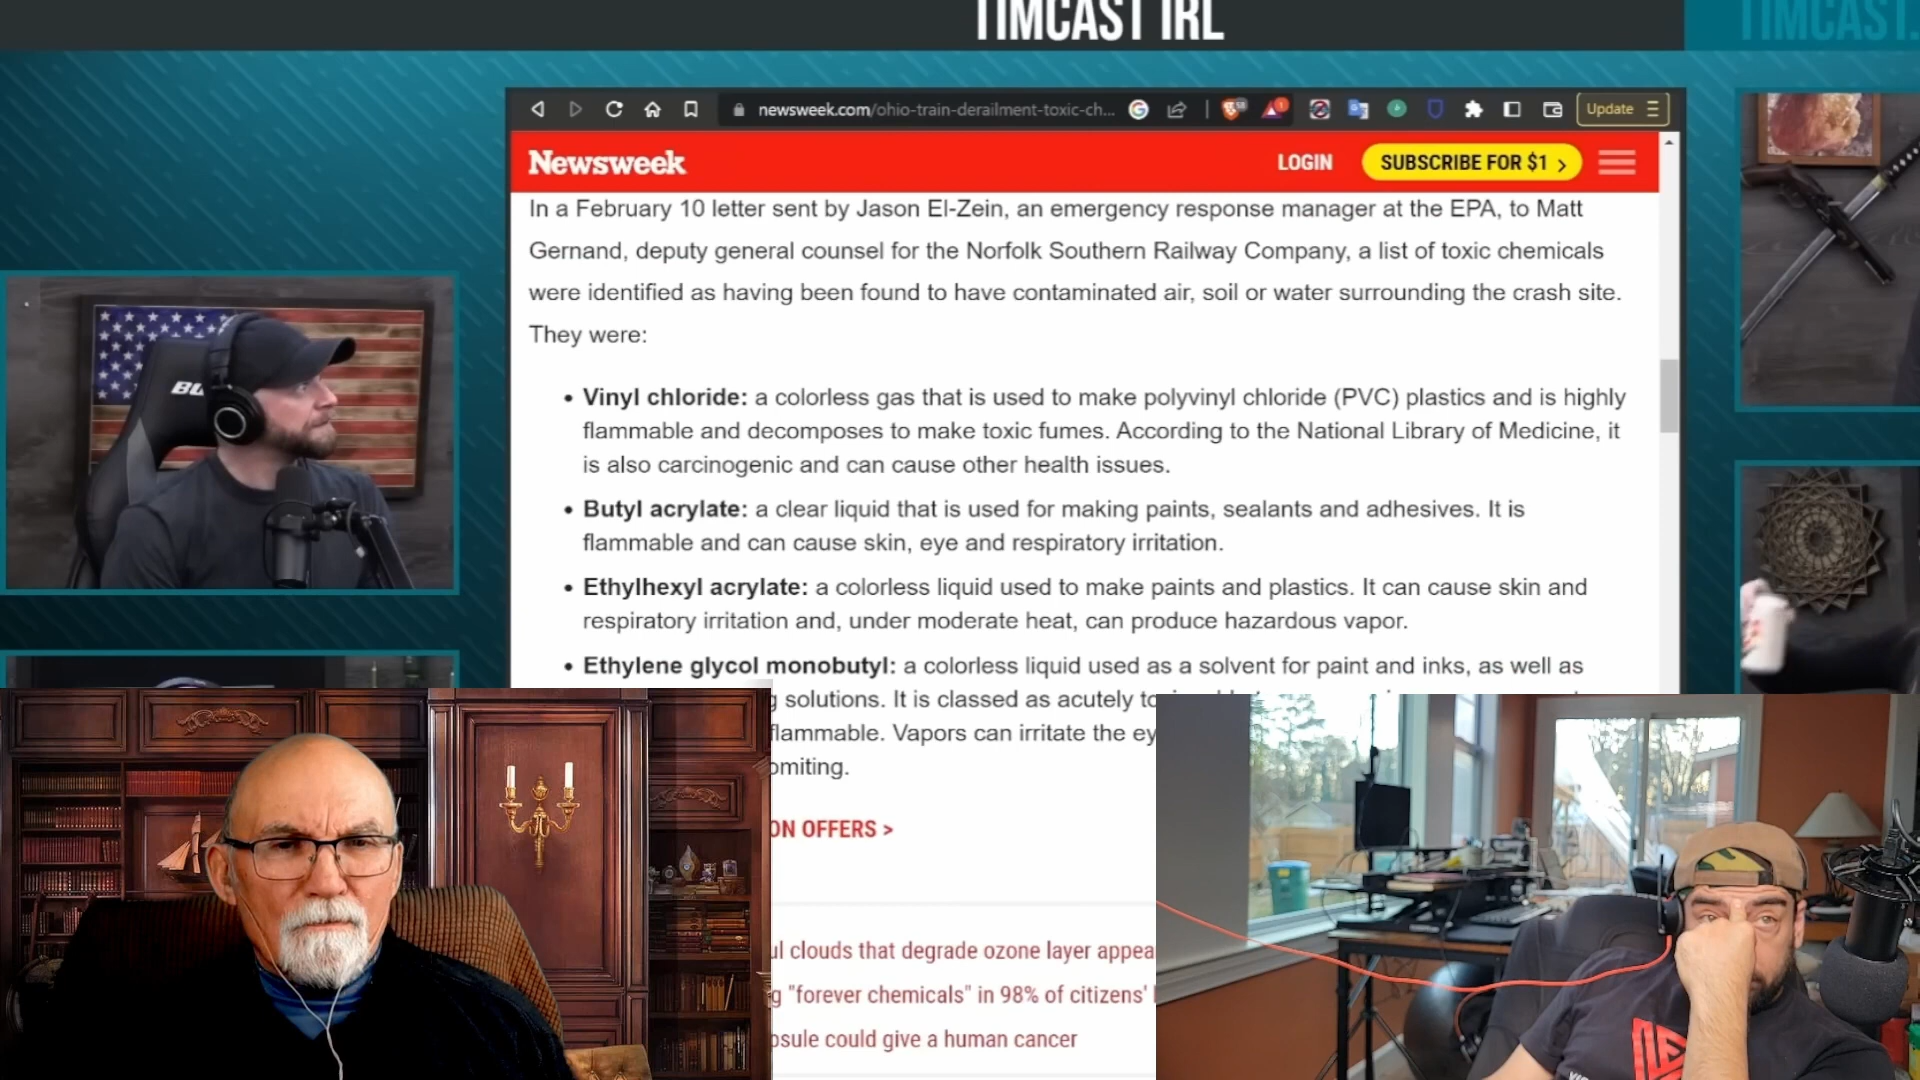 TIMCAST IRL
TIMCAST
newsweek.com/ohio-train-derailment-toxic-ch...
Update
Newsweek
LOGIN
SUBSCRIBE FOR $1 >
In a February 10 letter sent by Jason El-Zein, an emergency response manager at the EPA, to Matt
Gernand, deputy general counsel for the Norfolk Southern Railway Company, a list of toxic chemicals
were identified as having been found to have contaminated air, soil or water surrounding the crash site.
They were:
• Vinyl chloride: a colorless gas that is used to make polyvinyl chloride (PVC) plastics and is highly
flammable and decomposes to make toxic fumes. According to the National Library of Medicine, it
is also carcinogenic and can cause other health issues.
• Butyl acrylate: a clear liquid that is used for making paints, sealants and adhesives. It is
flammable and can cause skin, eye and respiratory irritation.
• Ethylhexyl acrylate: a colorless liquid used to make paints and plastics. It can cause skin and
respiratory irritation and, under moderate heat, can produce hazardous vapor.
• Ethylene glycol monobutyl: a colorless liquid used as a solvent for paint and inks, as well as
solutions. It is classed as acutely
flammable. Vapors can irritate the
omiting.
ON OFFERS >
clouds that degrade ozone layer
"forever chemicals" in 98% of citizens'
could give a human cancer